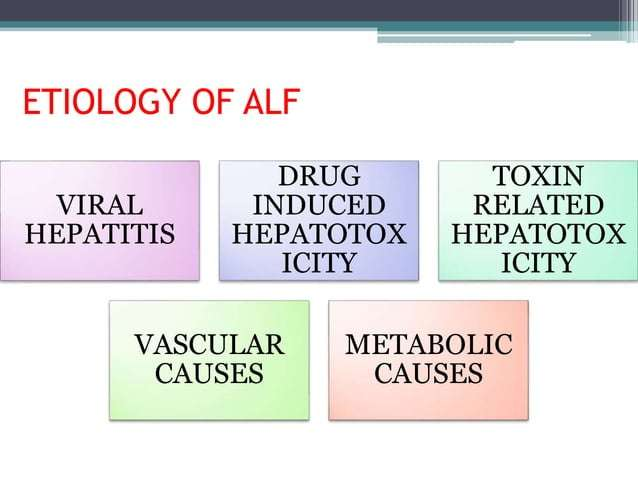 ETIOLOGY OF ALF
VIRAL
HEPATITIS
DRUG
INDUCED
HEPATOTOX
ICITY
TOXIN
RELATED
HEPATOTOX
ICITY
VASCULAR
CAUSES
METABOLIC
CAUSES